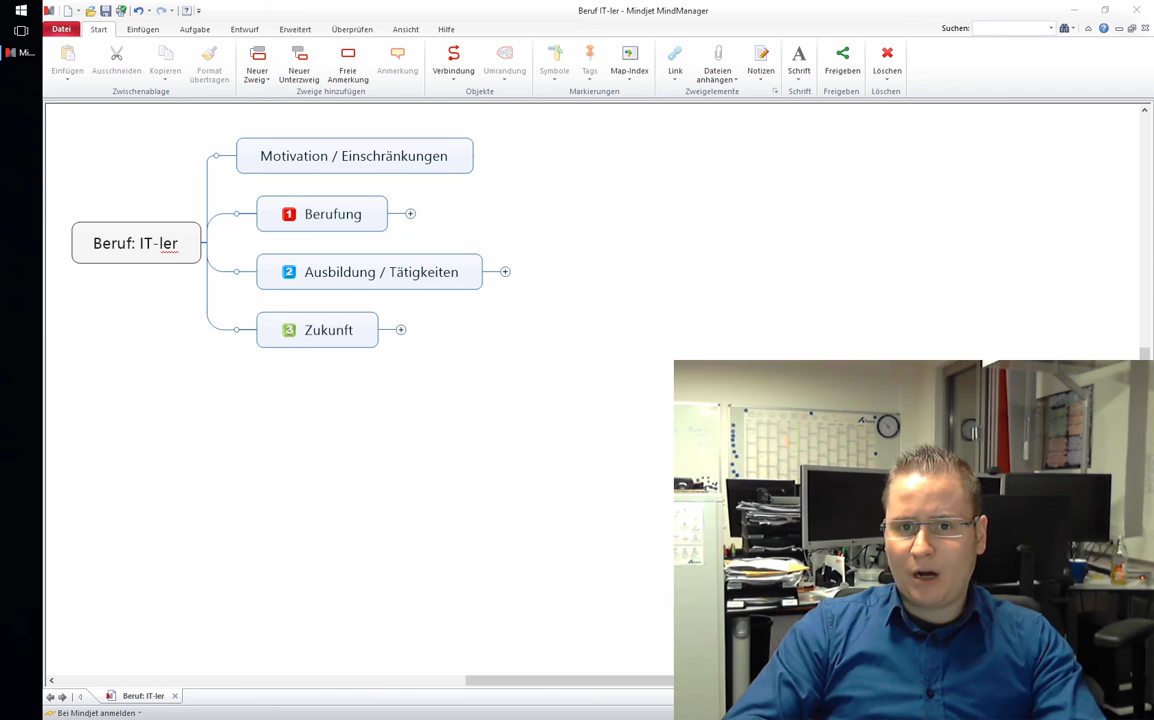 Beruf IT-ler - Mindjet MindManager
Datei Start Einfügen Aufgabe Entwurf Erweitert Überprüfen Ansicht Hilfe Suchen:
Mi...
Einfügen Ausschneiden Kopieren Format übertragen
Neuer Zweig Neuer Unterzweig Freie Anmerkung Anmerkung
Verbindung Umrandung Symbole Tags Map-Index
Link Dateien anhängen Notizen Schrift Freigeben Löschen
Zwischenablage Zweige hinzufügen Objekte Markierungen Zweigelemente Schrift Freigeben Löschen
Motivation / Einschränkungen
1 Berufung
Beruf: IT-ler
2 Ausbildung / Tätigkeiten
3 Zukunft
Beruf: IT-ler
Bei Mindjet anmelden